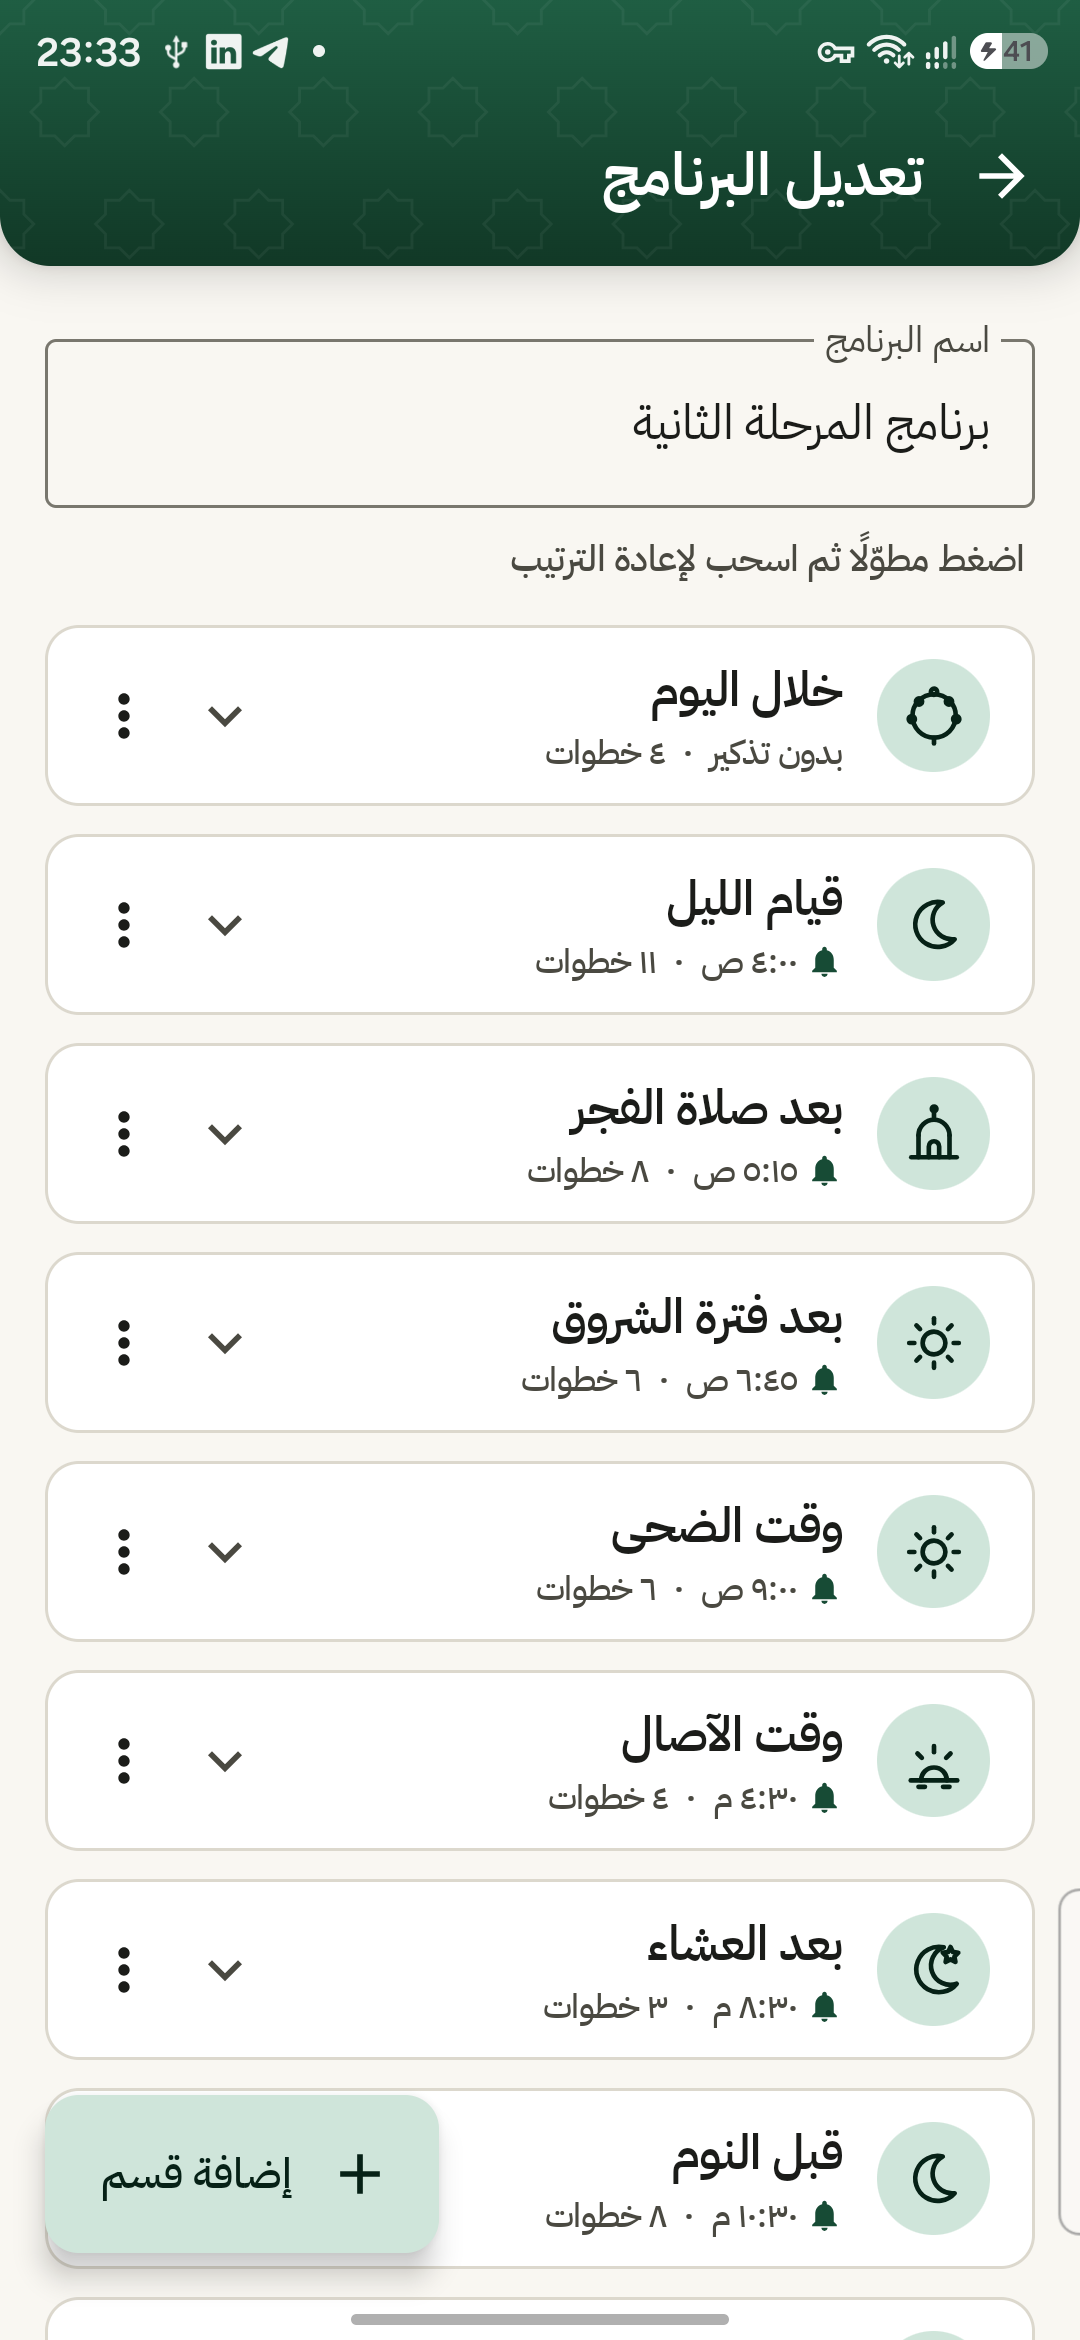 23:33
41
تعديل البرنامج
اسم البرنامج
برنامج المرحلة الثانية
اضغط مطوّلًا ثم اسحب لإعادة الترتيب
خلال اليوم
بدون تذكير · ٤ خطوات
قيام الليل
٤:٠٠ ص · ١١ خطوات
بعد صلاة الفجر
٥:١٥ ص · ٨ خطوات
بعد فترة الشروق
٦:٤٥ ص · ٦ خطوات
وقت الضحى
٩:٠٠ ص · ٦ خطوات
وقت الآصال
٤:٣٠ م · ٤ خطوات
بعد العشاء
٨:٣٠ م · ٣ خطوات
قبل النوم
١٠:٣٠ م · ٨ خطوات
إضافة قسم